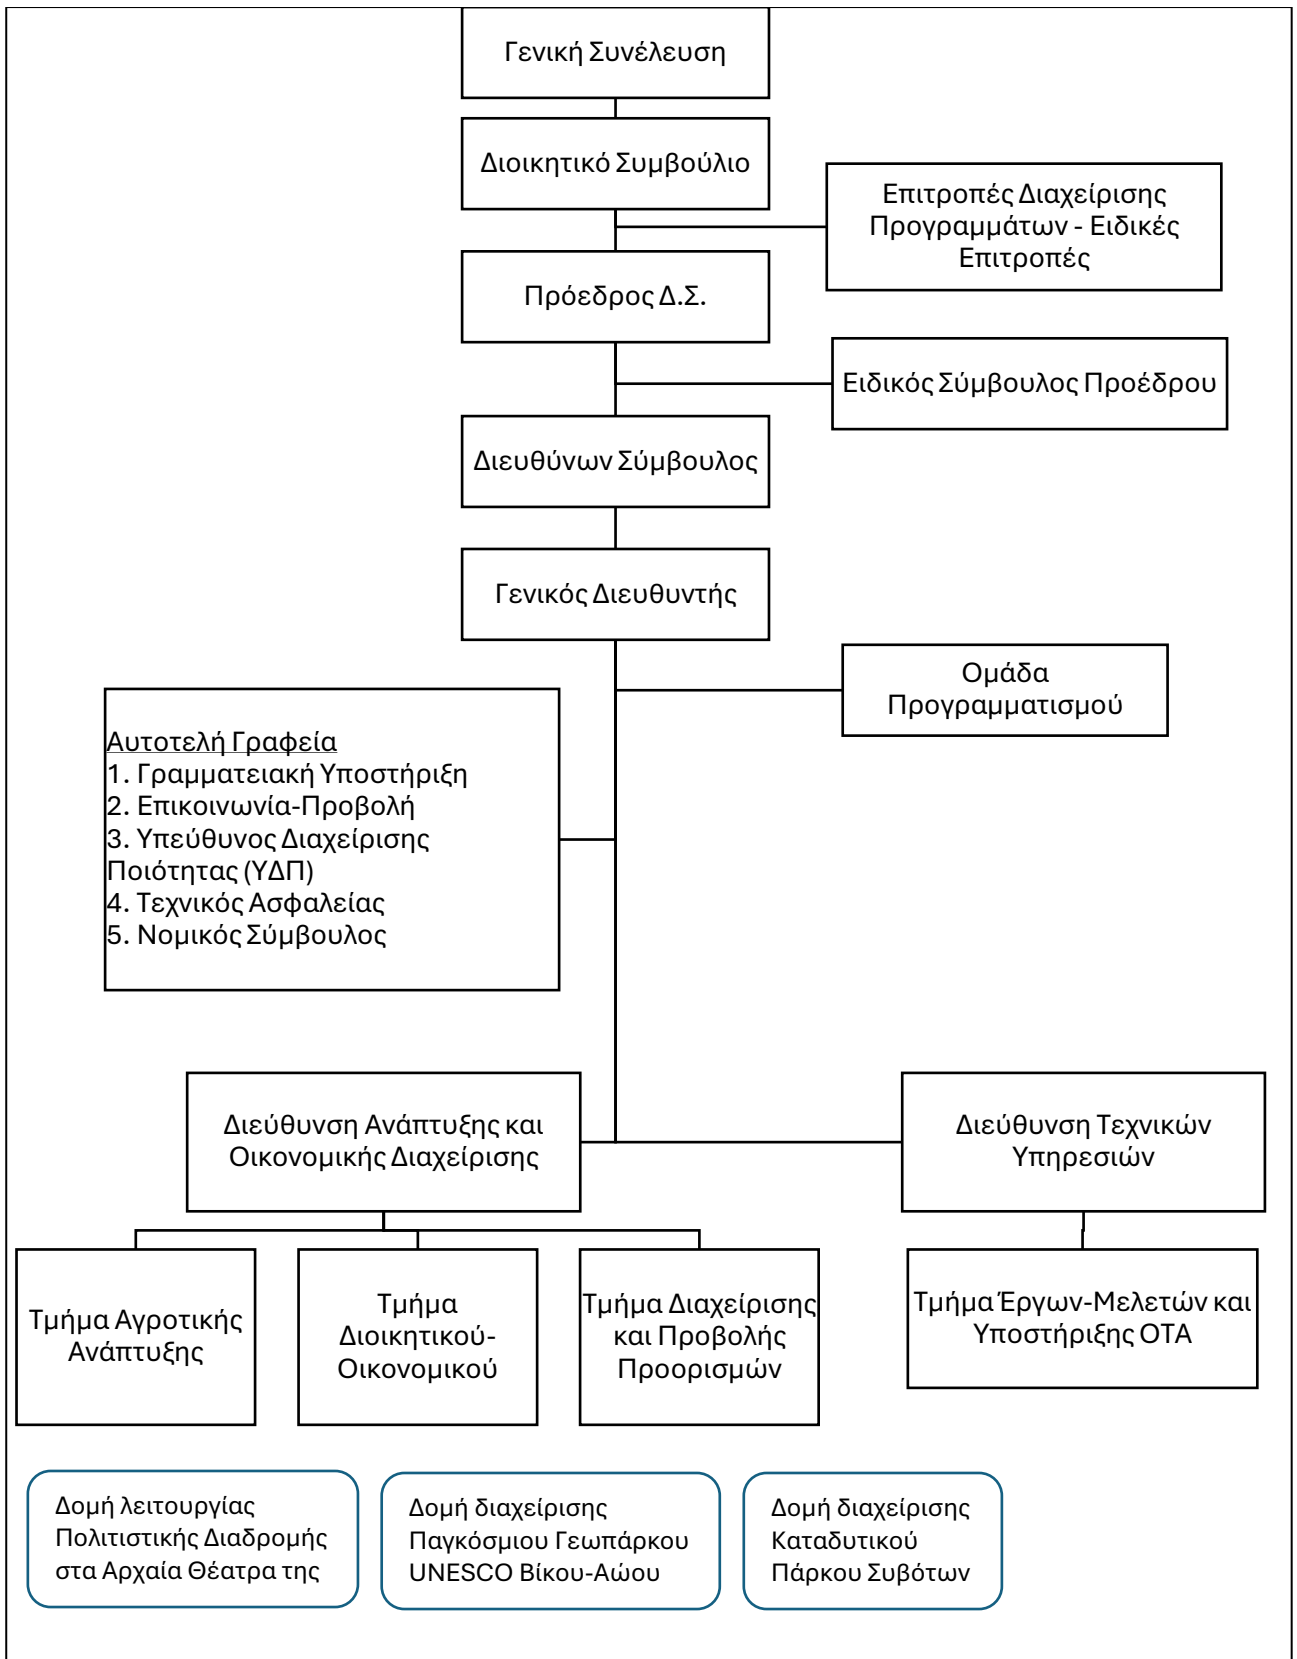 Γενική Συνέλευση
Διοικητικό Συμβούλιο
Επιτροπές Διαχείρισης
Προγραμμάτων - Ειδικές
Επιτροπές
Πρόεδρος Δ.Σ.
Ειδικός Σύμβουλος Προέδρου
Διευθύνων Σύμβουλος
Γενικός Διευθυντής
Ομάδα
Προγραμματισμού
Αυτοτελή Γραφεία
1. Γραμματειακή Υποστήριξη
2. Επικοινωνία-Προβολή
3. Υπεύθυνος Διαχείρισης
Ποιότητας (ΥΔΠ)
4. Τεχνικός Ασφαλείας
5. Νομικός Σύμβουλος
Διεύθυνση Ανάπτυξης και
Οικονομικής Διαχείρισης
Διεύθυνση Τεχνικών
Υπηρεσιών
Τμήμα Αγροτικής
Ανάπτυξης
Τμήμα
Διοικητικού-
Οικονομικού
Τμήμα Διαχείρισης
και Προβολής
Προορισμών
Τμήμα Έργων-Μελετών και
Υποστήριξης ΟΤΑ
Δομή λειτουργίας
Πολιτιστικής Διαδρομής
στα Αρχαία Θέατρα της
Δομή διαχείρισης
Παγκόσμιου Γεωπάρκου
UNESCO Βίκου-Αώου
Δομή διαχείρισης
Καταδυτικού
Πάρκου Συβότων